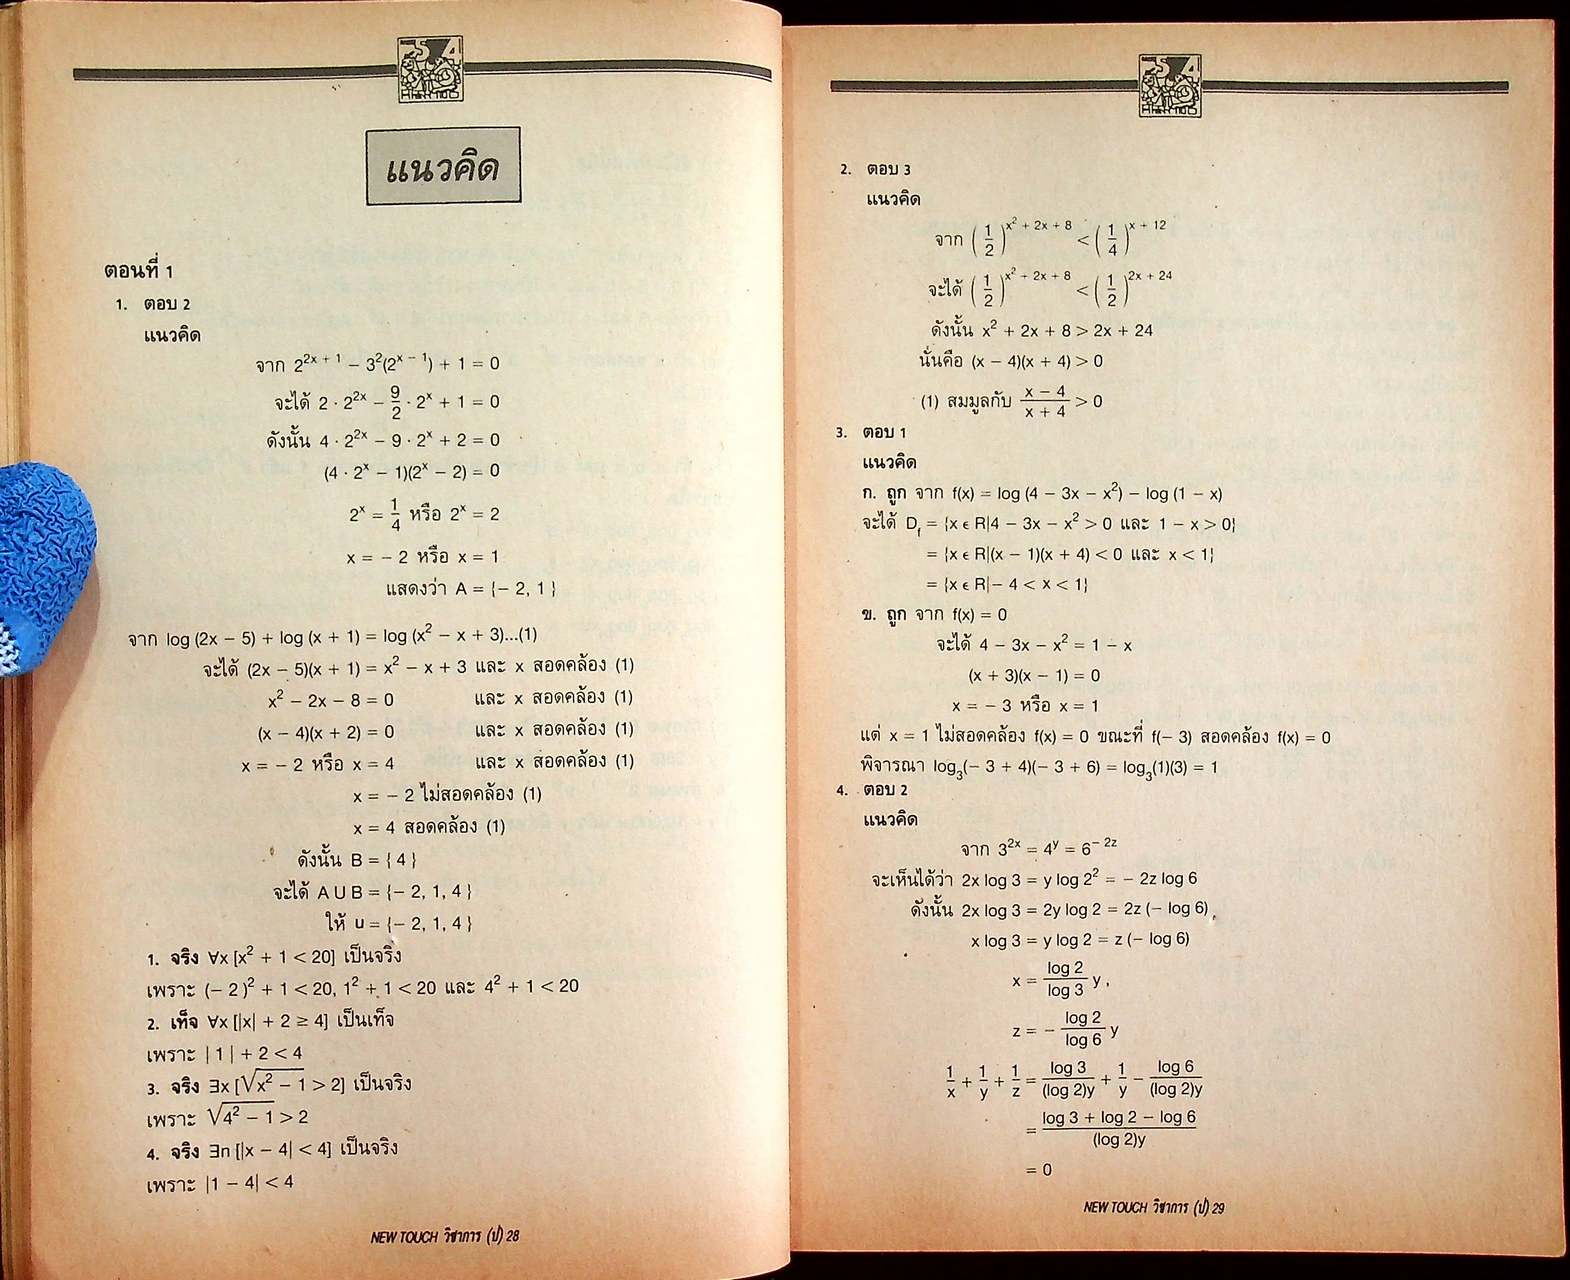 แนวคิด
ตอนที่ 1
1. ตอบ 2
แนวคิด
จาก 2^{2x + 1} – 3²(2^{x – 1}) + 1 = 0
จะได้ 2 · 2^{2x} – 9/2 · 2^x + 1 = 0
ดังนั้น 4 · 2^{2x} – 9 · 2^x + 2 = 0
(4 · 2^x – 1)(2^x – 2) = 0
2^x = 1/4 หรือ 2^x = 2
x = – 2 หรือ x = 1
แสดงว่า A = {– 2, 1 }
จาก log (2x – 5) + log (x + 1) = log (x² – x + 3)...(1)
จะได้ (2x – 5)(x + 1) = x² – x + 3 และ x สอดคล้อง (1)
x² – 2x – 8 = 0 และ x สอดคล้อง (1)
(x – 4)(x + 2) = 0 และ x สอดคล้อง (1)
x = – 2 หรือ x = 4 และ x สอดคล้อง (1)
x = – 2 ไม่สอดคล้อง (1)
x = 4 สอดคล้อง (1)
ดังนั้น B = { 4 }
จะได้ A U B = {– 2, 1, 4 }
ให้ u = {– 2, 1, 4 }
1. จริง ∀x [x² + 1 < 20] เป็นจริง
เพราะ (– 2 )² + 1 < 20, 1² + 1 < 20 และ 4² + 1 < 20
2. เท็จ ∀x [|x| + 2 ≥ 4] เป็นเท็จ
เพราะ | 1 | + 2 < 4
3. จริง ∃x [√(x² – 1) > 2] เป็นจริง
เพราะ √(4² – 1) > 2
4. จริง ∃n [|x – 4| < 4] เป็นจริง
เพราะ |1 – 4| < 4
NEW TOUCH วิชาการ (ป) 28
2. ตอบ 3
แนวคิด
จาก (1/2)^{x² + 2x + 8} < (1/4)^{x + 12}
จะได้ (1/2)^{x² + 2x + 8} < (1/2)^{2x + 24}
ดังนั้น x² + 2x + 8 > 2x + 24
นั่นคือ (x – 4)(x + 4) > 0
(1) สมมูลกับ (x – 4)/(x + 4) > 0
3. ตอบ 1
แนวคิด
ก. ถูก จาก f(x) = log (4 – 3x – x²) – log (1 – x)
จะได้ D_f = {x ∊ R|4 – 3x – x² > 0 และ 1 – x > 0}
= {x ∊ R|(x – 1)(x + 4) < 0 และ x < 1}
= {x ∊ R|– 4 < x < 1}
ข. ถูก จาก f(x) = 0
จะได้ 4 – 3x – x² = 1 – x
(x + 3)(x – 1) = 0
x = – 3 หรือ x = 1
แต่ x = 1 ไม่สอดคล้อง f(x) = 0 ขณะที่ f(– 3) สอดคล้อง f(x) = 0
พิจารณา log₃(– 3 + 4)(– 3 + 6) = log₃(1)(3) = 1
4. ตอบ 2
แนวคิด
จาก 3^{2x} = 4^y = 6^{– 2z}
จะเห็นได้ว่า 2x log 3 = y log 2² = – 2z log 6
ดังนั้น 2x log 3 = 2y log 2 = 2z (– log 6)
x log 3 = y log 2 = z (– log 6)
x = (log 2)/(log 3) y ,
z = – (log 2)/(log 6) y
1/x + 1/y + 1/z = (log 3)/((log 2)y) + 1/y – (log 6)/((log 2)y)
= (log 3 + log 2 – log 6)/((log 2)y)
= 0
NEW TOUCH วิชาการ (ป) 29